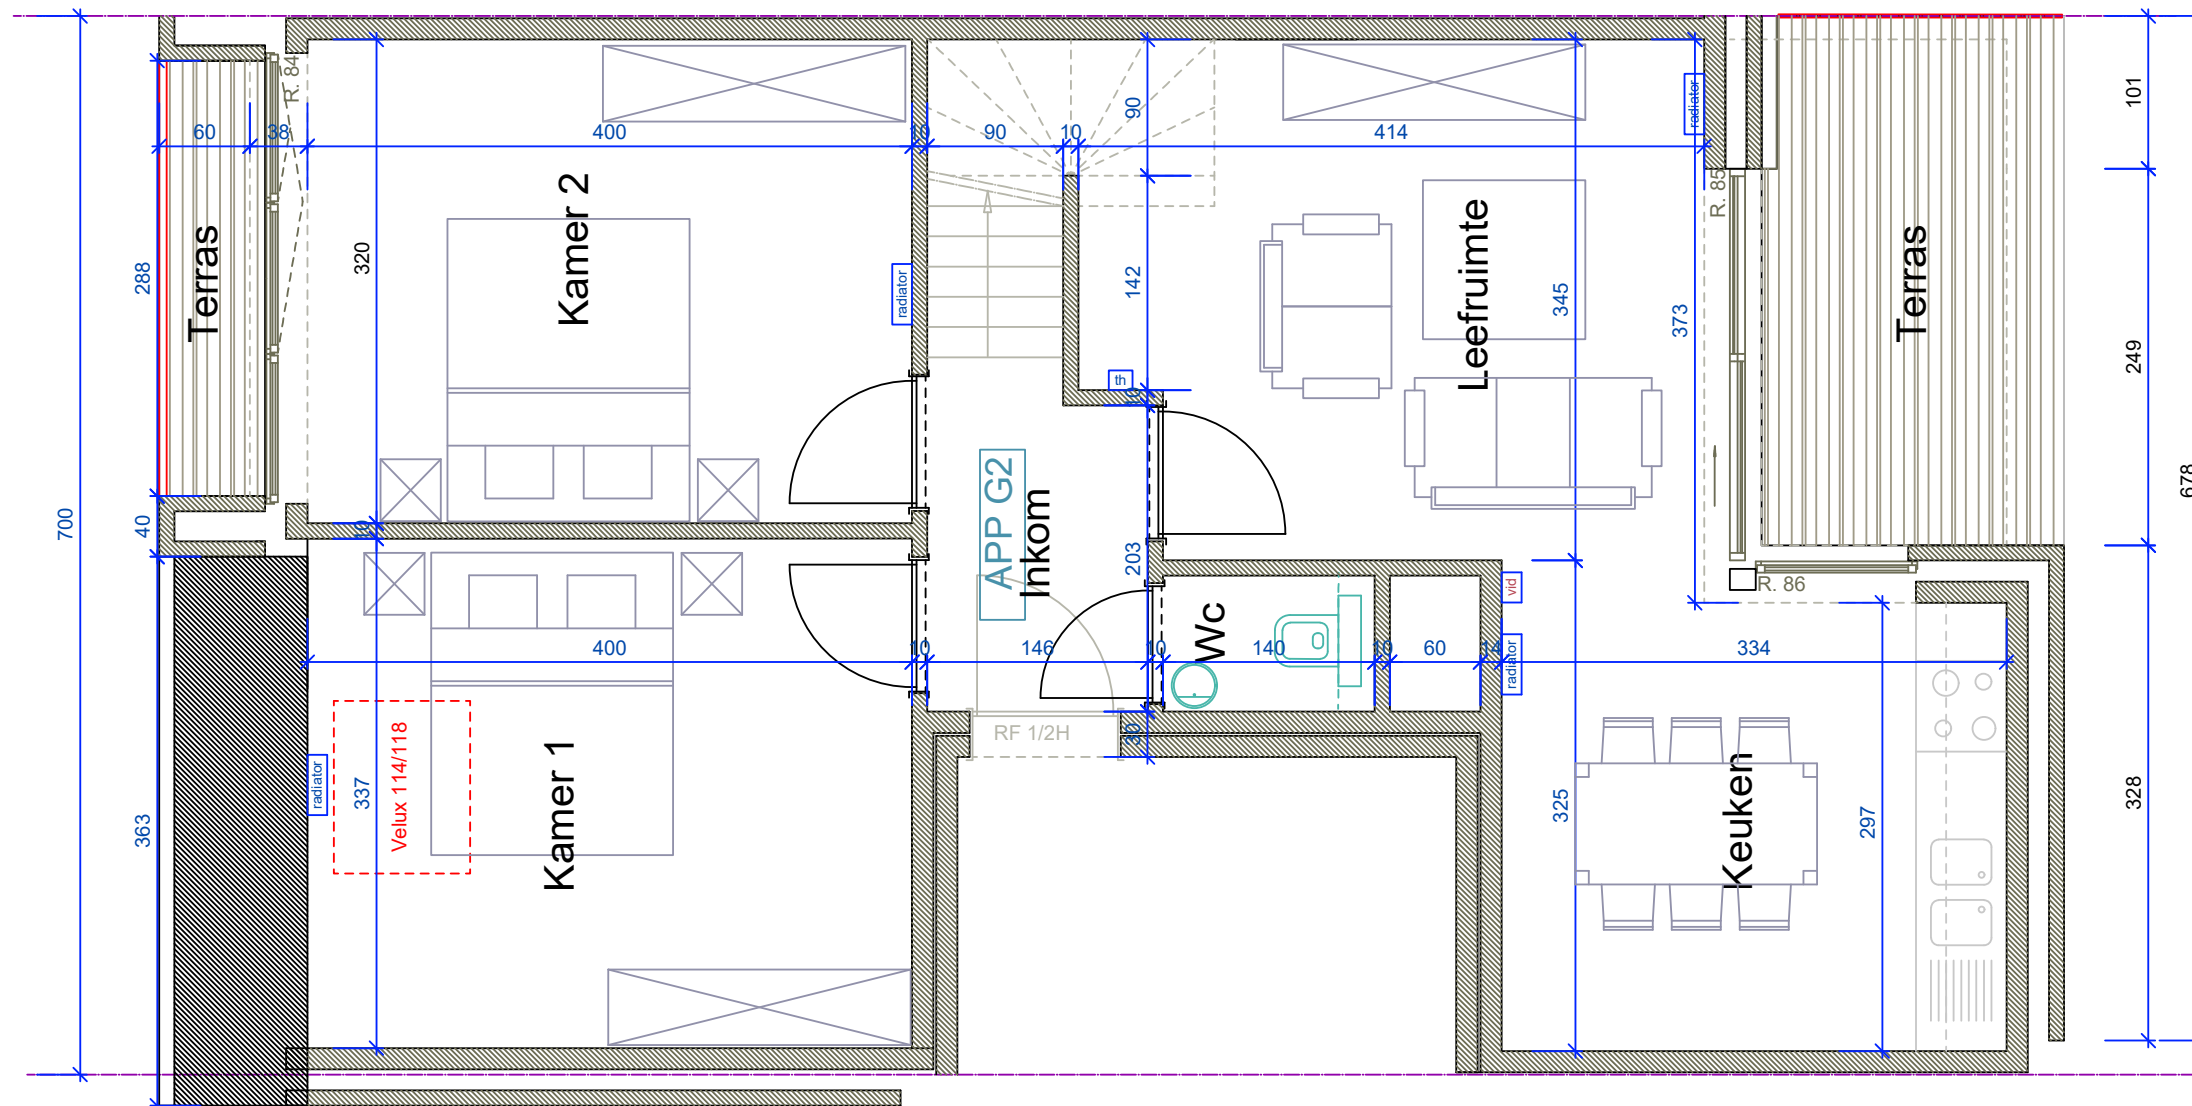 R. 84
60
38
400
10
90
10
90
414
radiator
101
Terras
288
320
Kamer 2
radiator
142
th
10
Leefruimte
345
373
R. 85
Terras
249
678
700
40
10
APP G2
Inkom
203
Wc
vid
R. 86
400
10
146
10
140
10
60
14
radiator
334
RF 1/2H
30
363
radiator
Velux 114/118
337
Kamer 1
325
Keuken
297
328